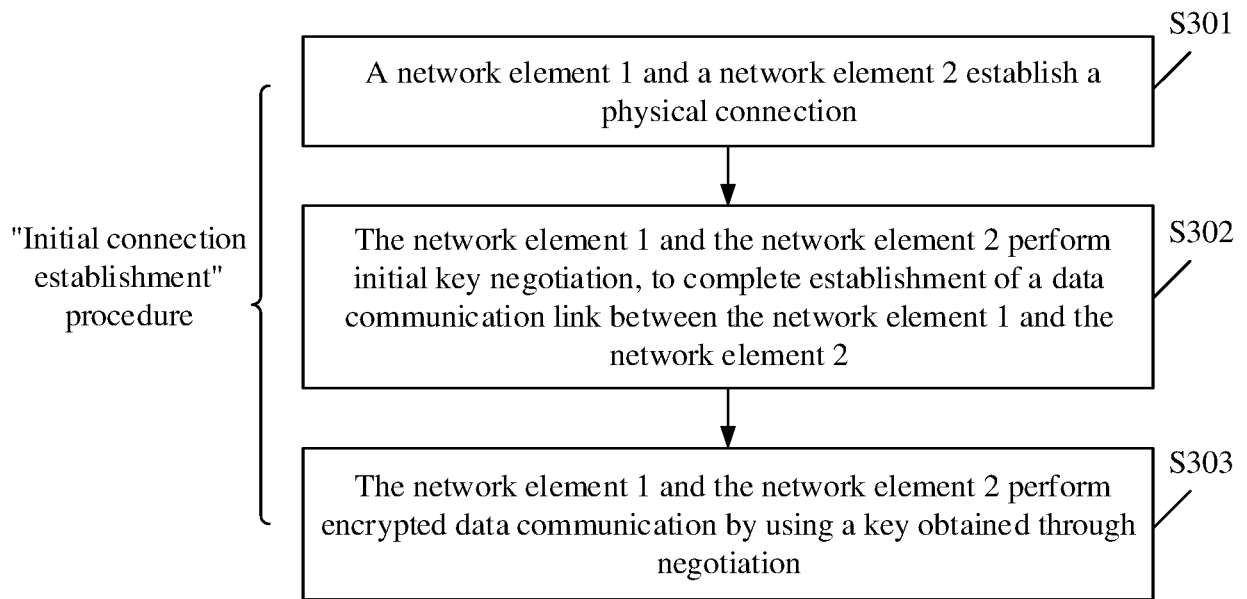 S301
A network element 1 and a network element 2 establish a
physical connection
"Initial connection
establishment"
procedure
S302
The network element 1 and the network element 2 perform
initial key negotiation, to complete establishment of a data
communication link between the network element 1 and the
network element 2
S303
The network element 1 and the network element 2 perform
encrypted data communication by using a key obtained through
negotiation